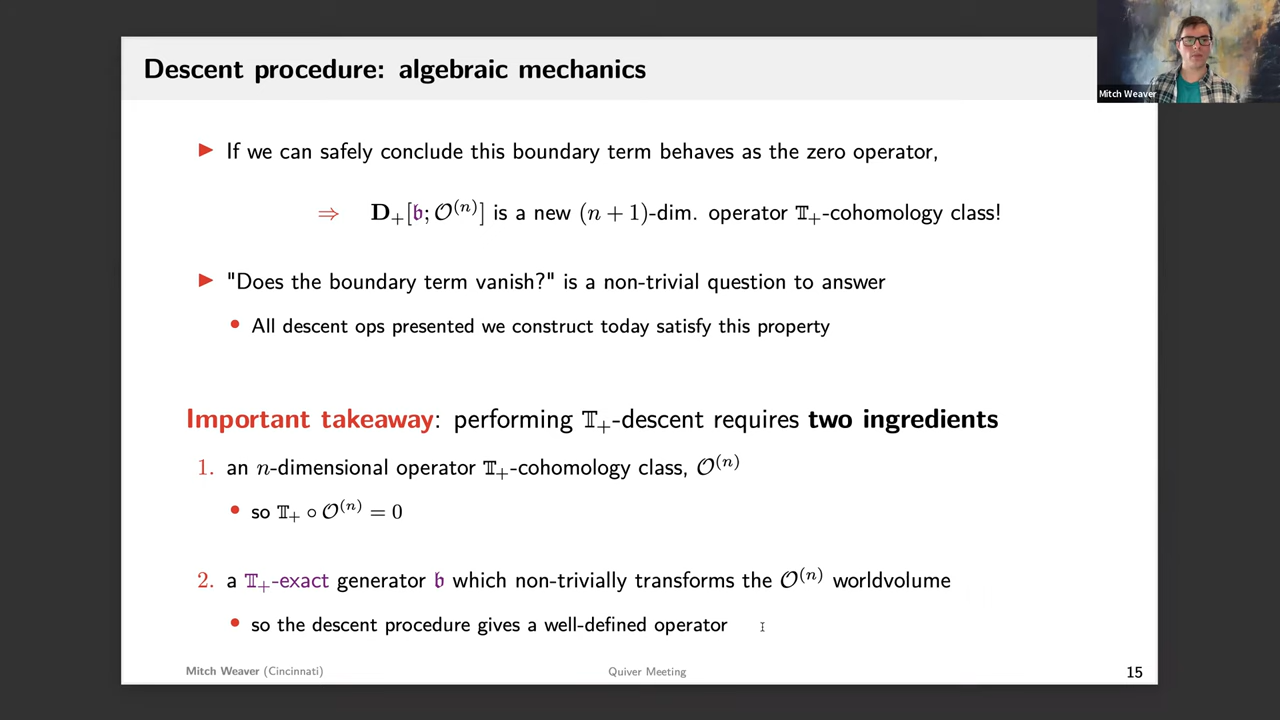 Descent procedure: algebraic mechanics
Mitch Weaver
▶ If we can safely conclude this boundary term behaves as the zero operator,
⇒ D₊[𝔟; 𝒪⁽ⁿ⁾] is a new (n + 1)-dim. operator 𝕋₊-cohomology class!
▶ "Does the boundary term vanish?" is a non-trivial question to answer
• All descent ops presented we construct today satisfy this property
Important takeaway: performing 𝕋₊-descent requires two ingredients
1. an n-dimensional operator 𝕋₊-cohomology class, 𝒪⁽ⁿ⁾
• so 𝕋₊ ∘ 𝒪⁽ⁿ⁾ = 0
2. a 𝕋₊-exact generator 𝔟 which non-trivially transforms the 𝒪⁽ⁿ⁾ worldvolume
• so the descent procedure gives a well-defined operator
Mitch Weaver (Cincinnati) Quiver Meeting 15